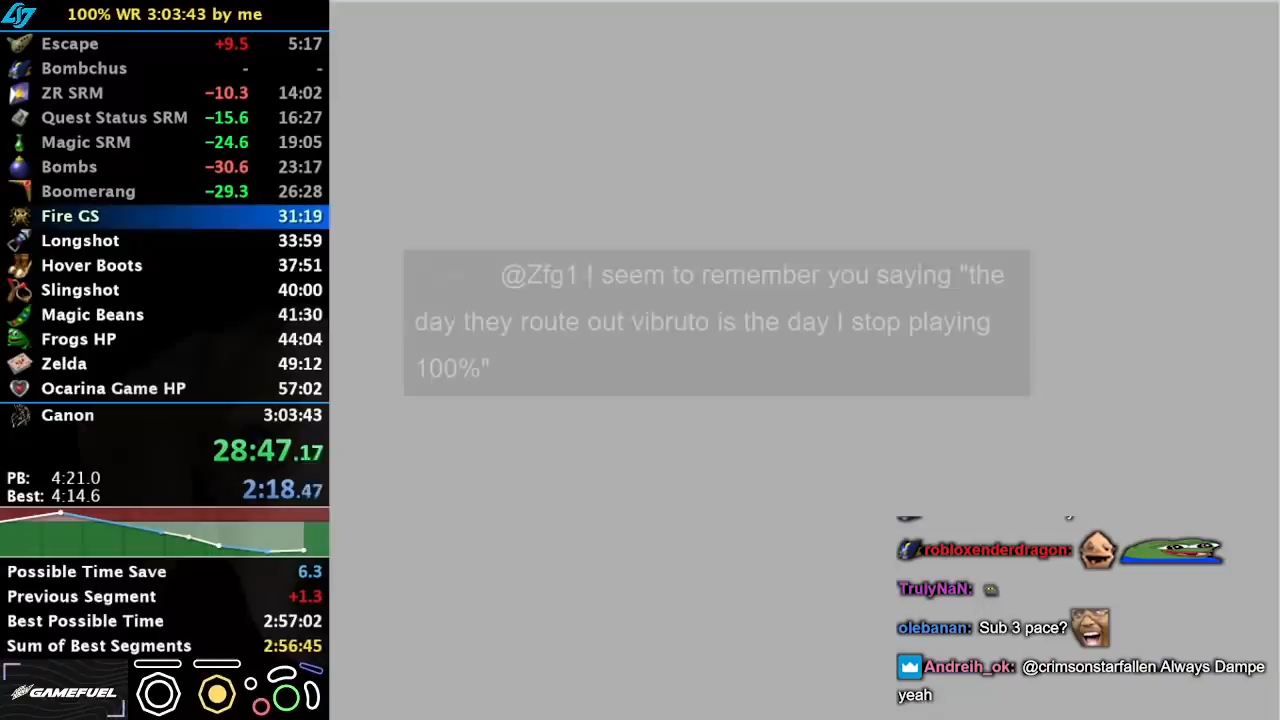 100% WR 3:03:43 by me
Escape +9.5 5:17
Bombchus - -
ZR SRM −10.3 14:02
Quest Status SRM −15.6 16:27
Magic SRM −24.6 19:05
Bombs −30.6 23:17
Boomerang −29.3 26:28
Fire GS 31:19
Longshot 33:59
Hover Boots 37:51
Slingshot 40:00
Magic Beans 41:30
Frogs HP 44:04
Zelda 49:12
Ocarina Game HP 57:02
Ganon 3:03:43
28:47.17
PB: 4:21.0
Best: 4:14.6
2:18.47
Possible Time Save 6.3
Previous Segment +1.3
Best Possible Time 2:57:02
Sum of Best Segments 2:56:45
GAMEFUEL
@Zfg1 I seem to remember you saying "the
day they route out vibruto is the day I stop playing
100%"
robloxenderdragon:
TrulyNaN:
olebanan: Sub 3 pace?
Andreih_ok: @crimsonstarfallen Always Dampe
yeah